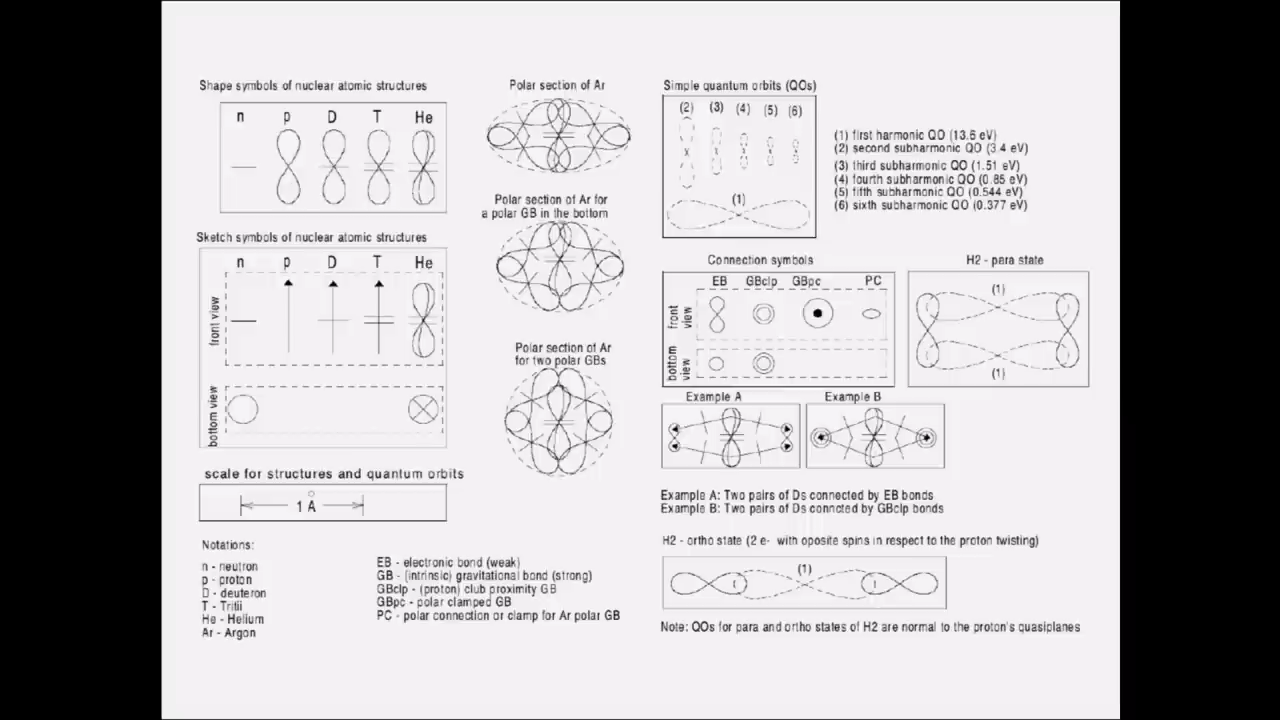 Shape symbols of nuclear atomic structures
n p D T He
Sketch symbols of nuclear atomic structures
n p D T He
front view
bottom view
scale for structures and quantum orbits
1 Å
Notations:
n - neutron
p - proton
D - deuteron
T - Tritii
He - Helium
Ar - Argon
EB - electronic bond (weak)
GB - (intrinsic) gravitational bond (strong)
GBclp - (proton) club proximity GB
GBpc - polar clamped GB
PC - polar connection or clamp for Ar polar GB
Polar section of Ar
Polar section of Ar for
a polar GB in the bottom
Polar section of Ar
for two polar GBs
Simple quantum orbits (QOs)
(2) (3) (4) (5) (6)
(1)
(1) first harmonic QO (13.6 eV)
(2) second subharmonic QO (3.4 eV)
(3) third subharmonic QO (1.51 eV)
(4) fourth subharmonic QO (0.85 eV)
(5) fifth subharmonic QO (0.544 eV)
(6) sixth subharmonic QO (0.377 eV)
Connection symbols
EB GBclp GBpc PC
front
view
bottom
view
H2 - para state
(1)
(1)
Example A
Example B
Example A: Two pairs of Ds connected by EB bonds
Example B: Two pairs of Ds conncted by GBclp bonds
H2 - ortho state (2 e- with oposite spins in respect to the proton twisting)
(1)
Note: QOs for para and ortho states of H2 are normal to the proton's quasiplanes